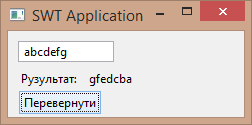 SWT Application
abcdefg
Рузультат: gfedcba
Перевернути